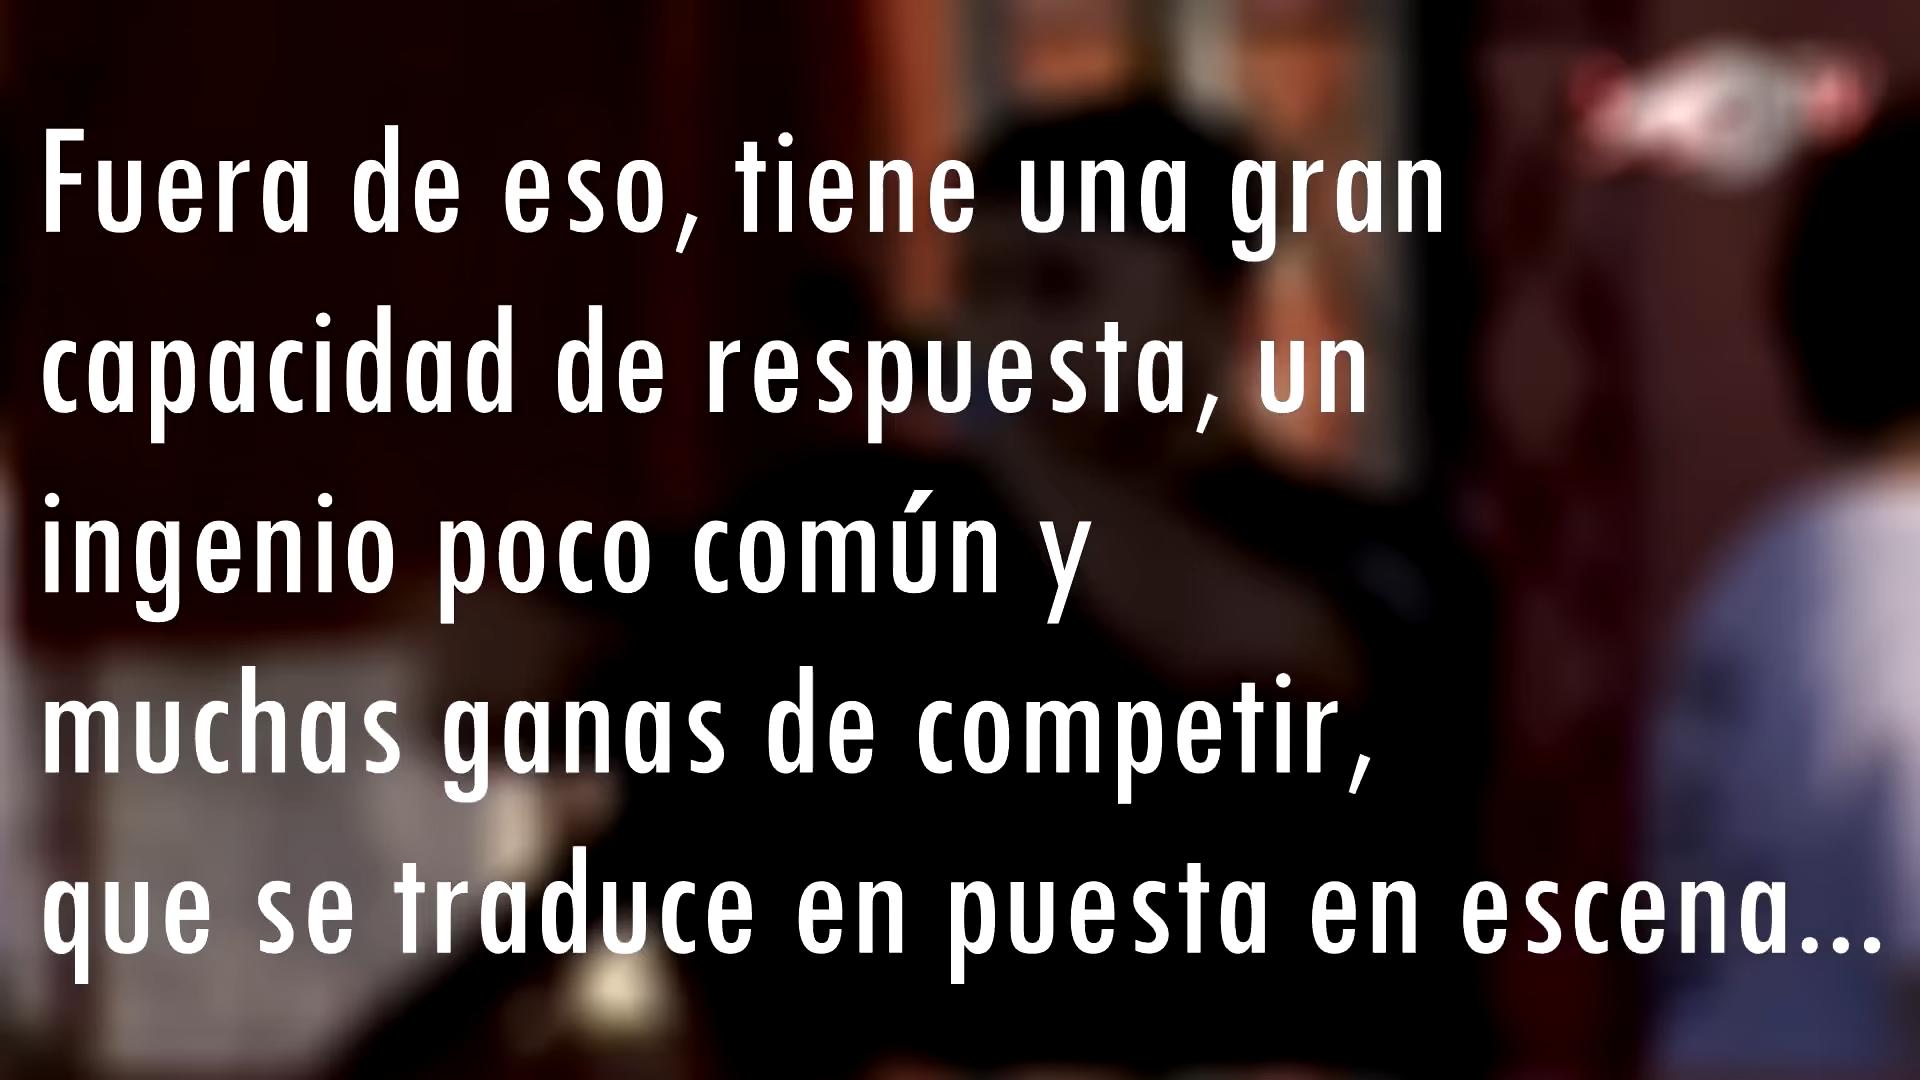 Fuera de eso, tiene una gran
capacidad de respuesta, un
ingenio poco común y
muchas ganas de competir,
que se traduce en puesta en escena...